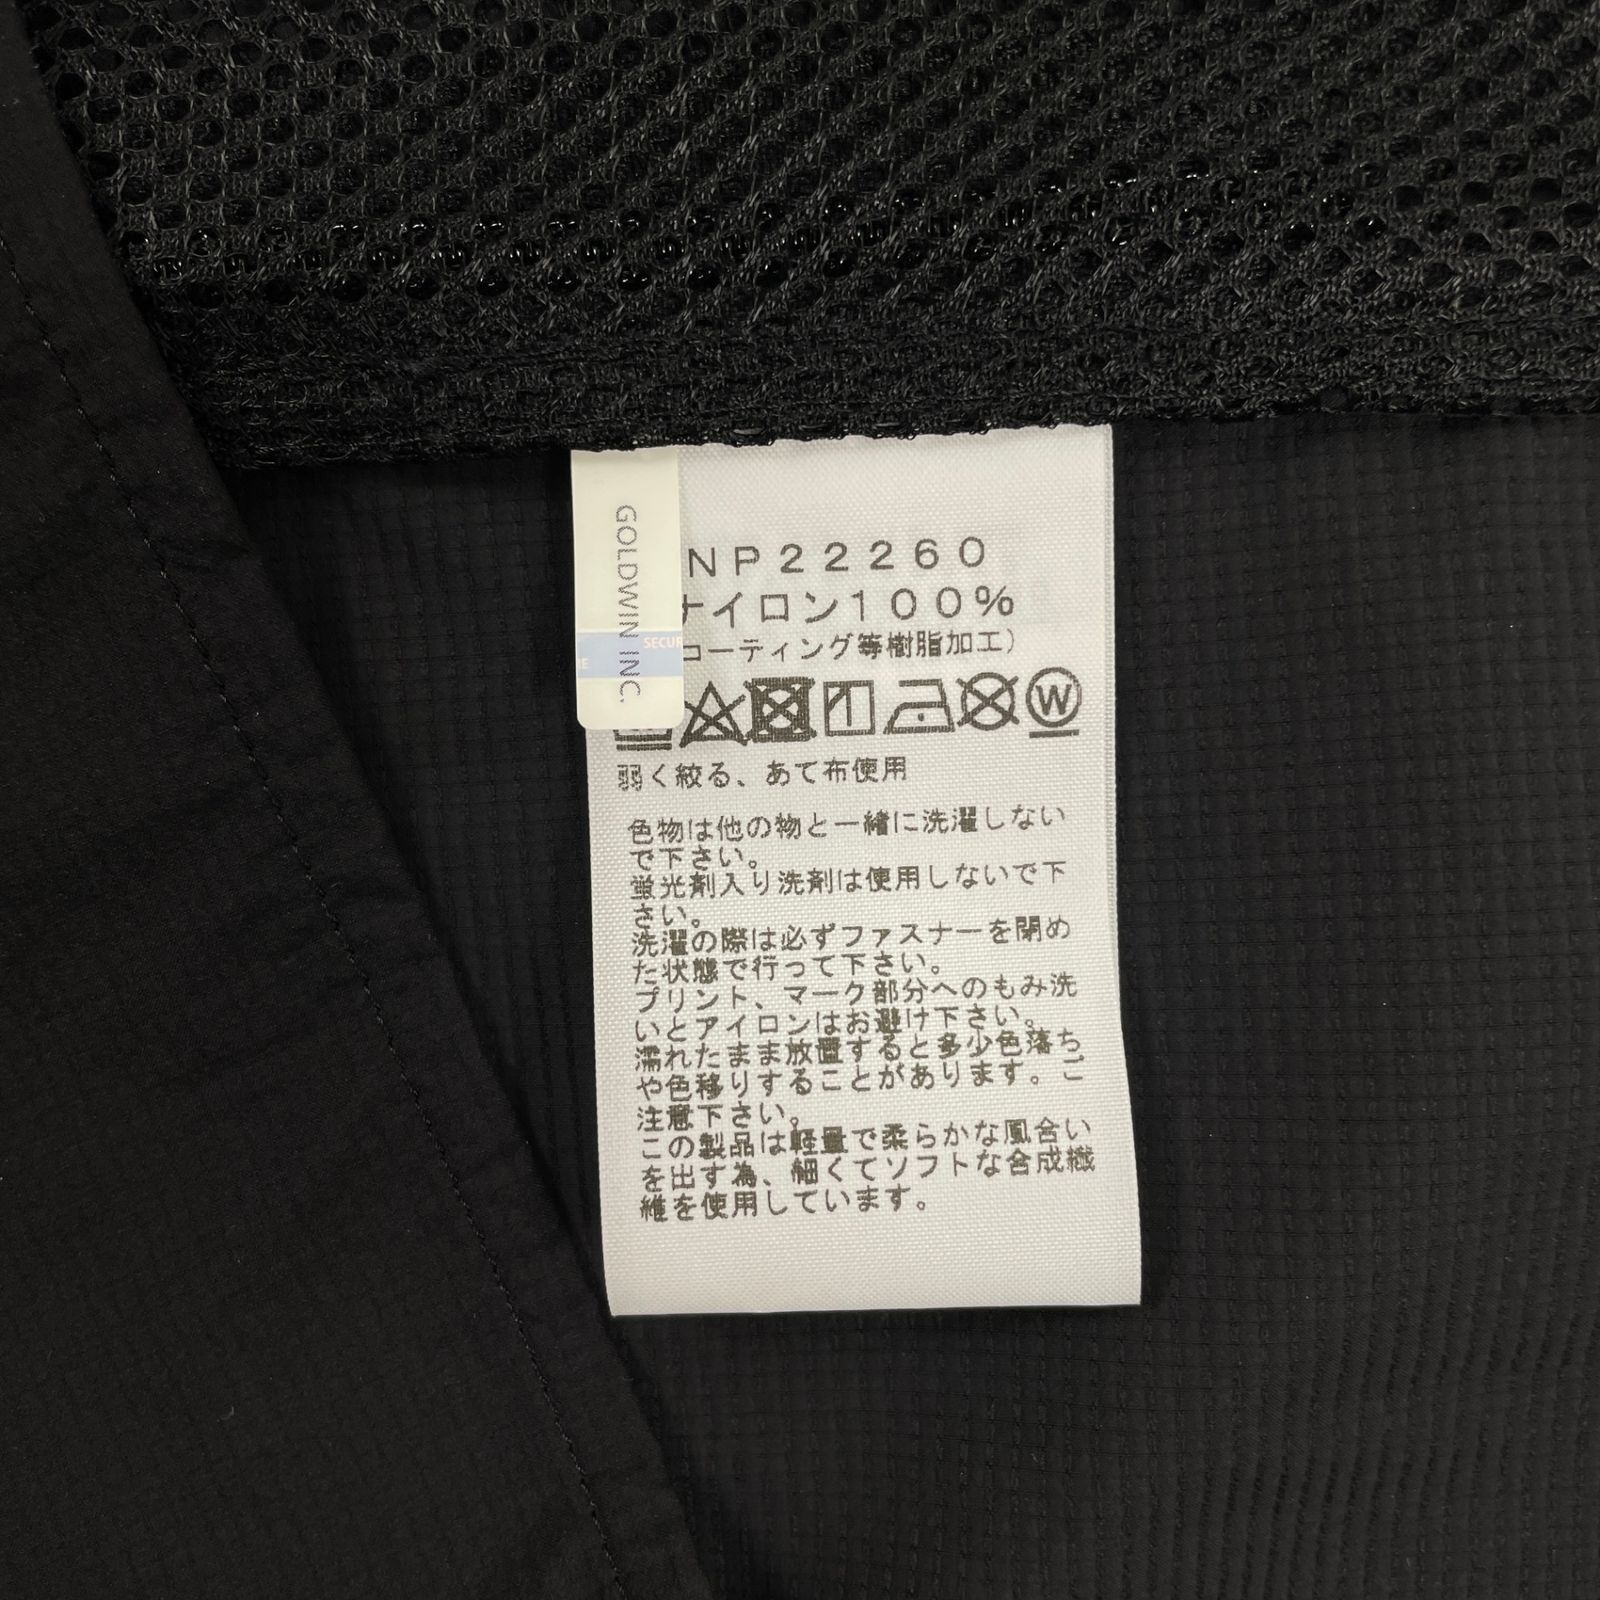 GOLDWIN INC.
SECUR
NP22260
ナイロン100%
コーティング等樹脂加工)
W
弱く絞る、あて布使用
色物は他の物と一緒に洗濯しない
で下さい。
蛍光剤入り洗剤は使用しないで下
さい。
洗濯の際は必ずファスナーを閉め
た状態で行って下さい。
プリント、マーク部分へのもみ洗
いとアイロンはお避け下さい。
濡れたまま放置すると多少色落ち
や色移りすることがあります。ご
注意下さい。
この製品は軽量で柔らかな風合い
を出す為、細くてソフトな合成繊
維を使用しています。